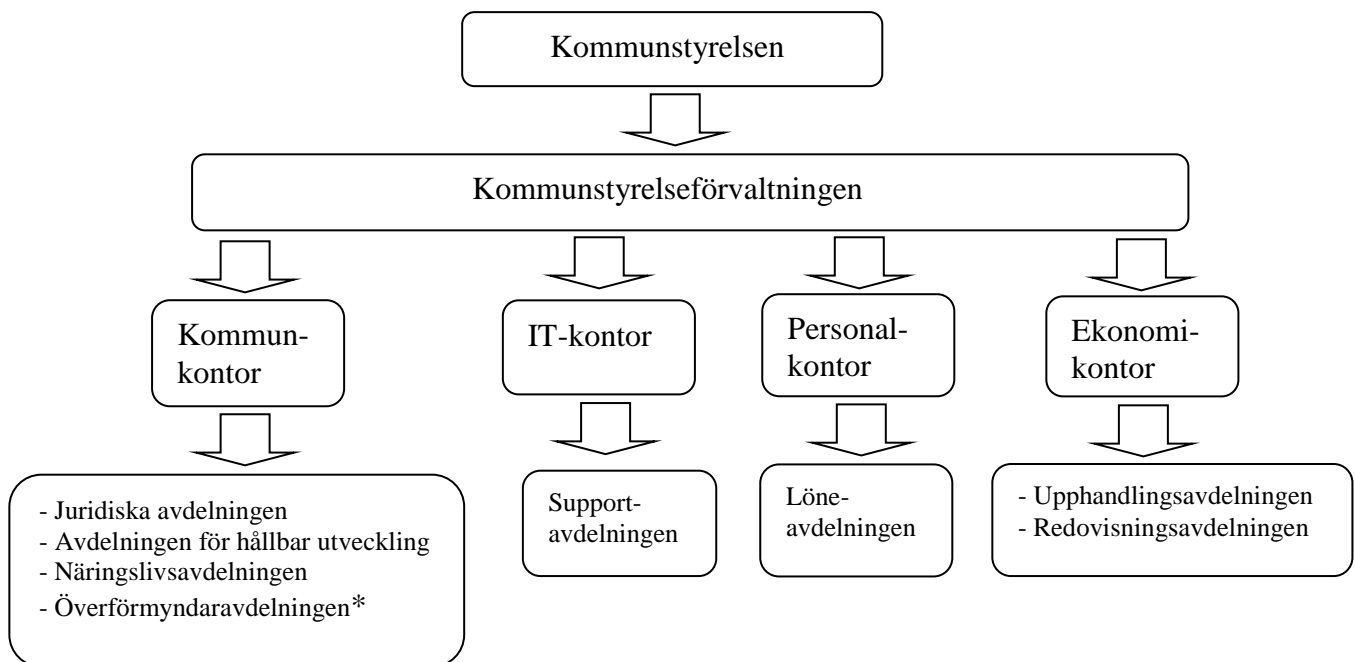 Kommunstyrelsen
Kommunstyrelseförvaltningen
Kommun-
kontor
IT-kontor
Personal-
kontor
Ekonomi-
kontor
- Juridiska avdelningen
- Avdelningen för hållbar utveckling
- Näringslivsavdelningen
- Överförmyndaravdelningen*
Support-
avdelningen
Löne-
avdelningen
- Upphandlingsavdelningen
- Redovisningsavdelningen